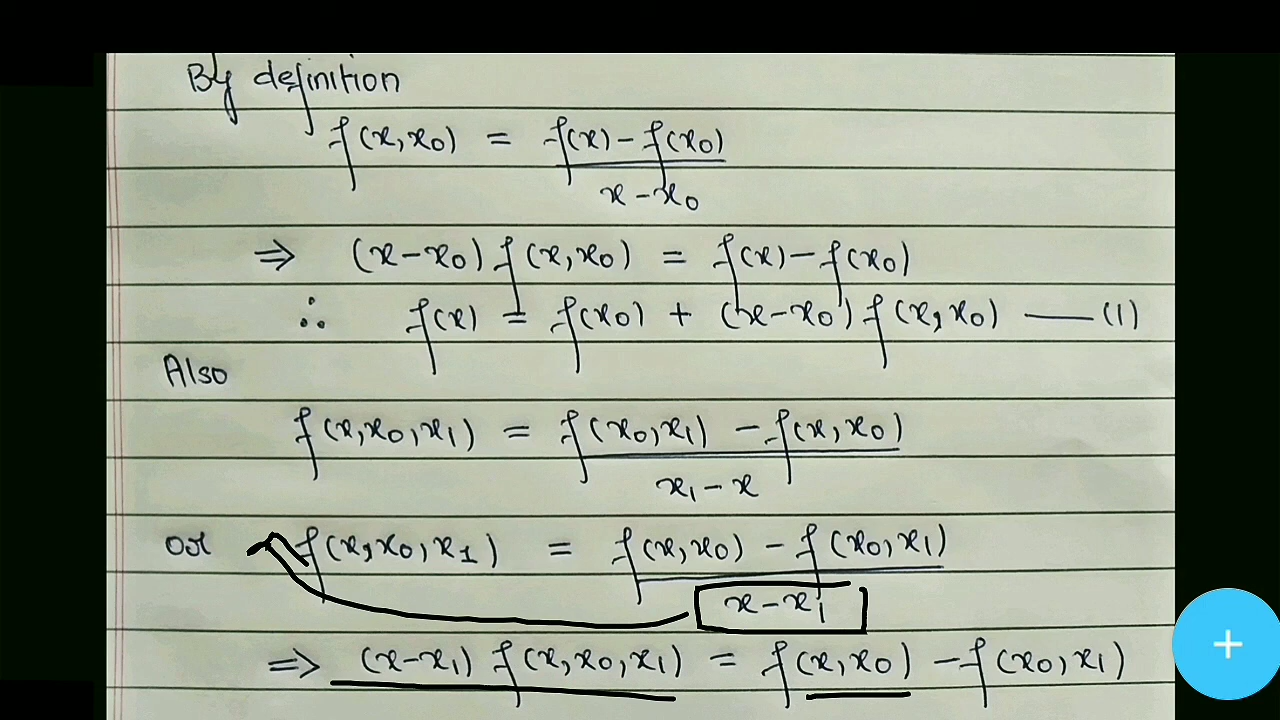 By definition
f(x,x₀) = f(x)-f(x₀)
x-x₀
⇒ (x-x₀) f(x,x₀) = f(x)-f(x₀)
∴ f(x) = f(x₀) + (x-x₀) f(x,x₀) —— (1)
Also
f(x,x₀,x₁) = f(x₀,x₁) - f(x,x₀)
x₁-x
or f(x,x₀,x₁) = f(x,x₀) - f(x₀,x₁)
x-x₁
⇒ (x-x₁) f(x,x₀,x₁) = f(x,x₀) - f(x₀,x₁)